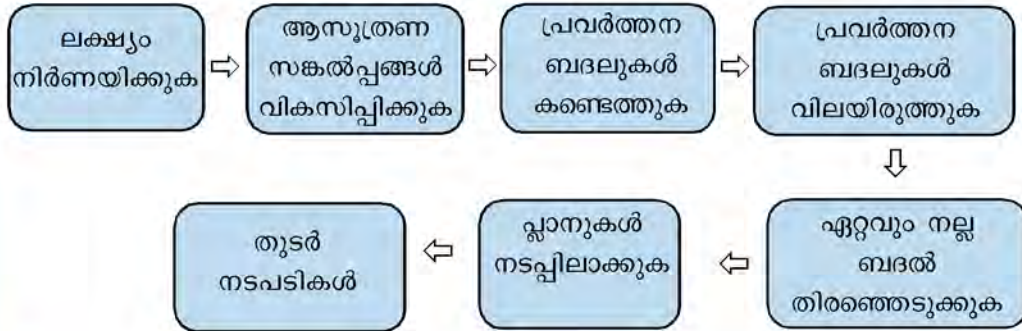 ലക്ഷ്യം
നിർണയിക്കുക
ആസൂത്രണ
സങ്കൽപ്പങ്ങൾ
വികസിപ്പിക്കുക
പ്രവർത്തന
ബദലുകൾ
കണ്ടെത്തുക
പ്രവർത്തന
ബദലുകൾ
വിലയിരുത്തുക
ഏറ്റവും നല്ല
ബദൽ
തിരഞ്ഞെടുക്കുക
പ്ലാനുകൾ
നടപ്പിലാക്കുക
തുടർ
നടപടികൾ